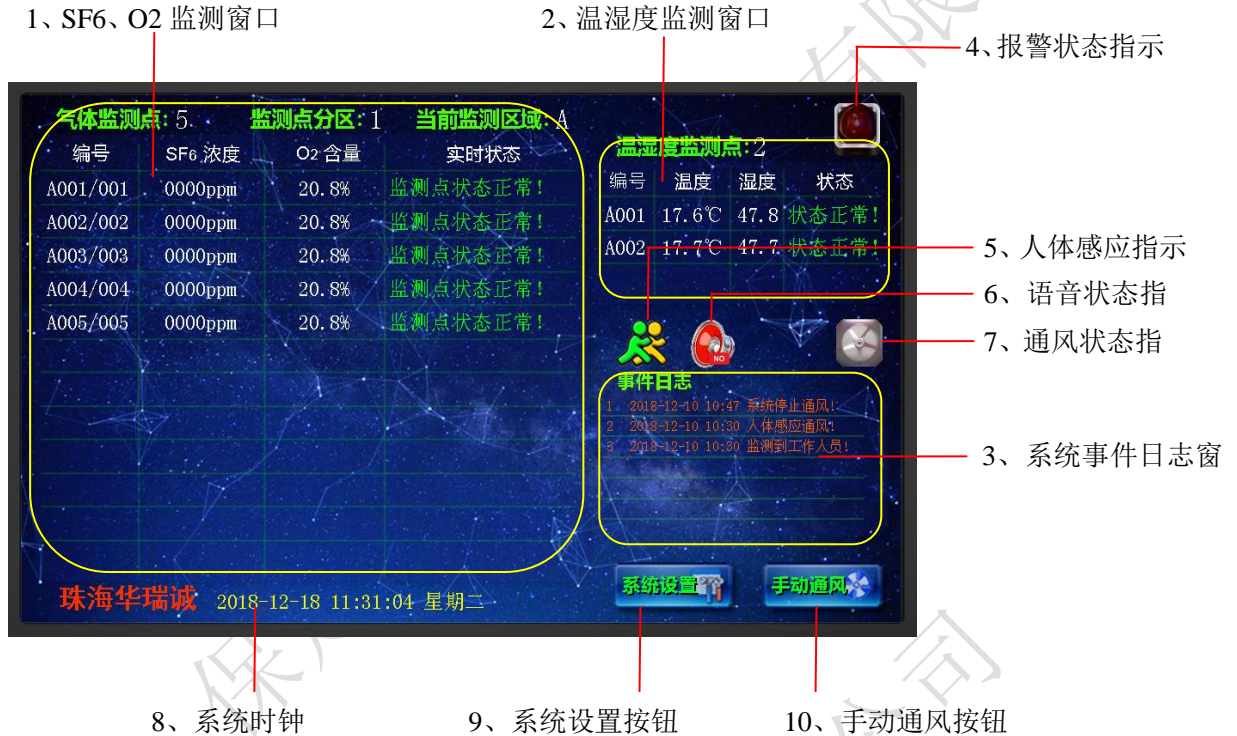 1、SF6、O2 监测窗口
2、温湿度监测窗口
4、报警状态指示
气体监测点:5 监测点分区:1 当前监测区域:A
编号 SF6 浓度 O2 含量 实时状态
A001/001 0000ppm 20.8% 监测点状态正常!
A002/002 0000ppm 20.8% 监测点状态正常!
A003/003 0000ppm 20.8% 监测点状态正常!
A004/004 0000ppm 20.8% 监测点状态正常!
A005/005 0000ppm 20.8% 监测点状态正常!
温湿度监测点:2
编号 温度 湿度 状态
A001 17.6℃ 47.8 状态正常!
A002 17.7℃ 47.7 状态正常!
5、人体感应指示
6、语音状态指
7、通风状态指
NO
事件日志
1 2018-12-10 10:47 系统停止通风!
2 2018-12-10 10:30 人体感应通风!
3 2018-12-10 10:30 监测到工作人员!
3、系统事件日志窗
珠海华瑞诚 2018-12-18 11:31:04 星期二
系统设置
手动通风
8、系统时钟
9、系统设置按钮
10、手动通风按钮
有限
保
公司